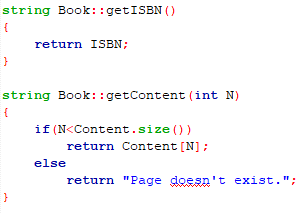 string Book::getISBN()
{
return ISBN;
}
string Book::getContent(int N)
{
if(N<Content.size())
return Content[N];
else
return "Page doesn't exist.";
}